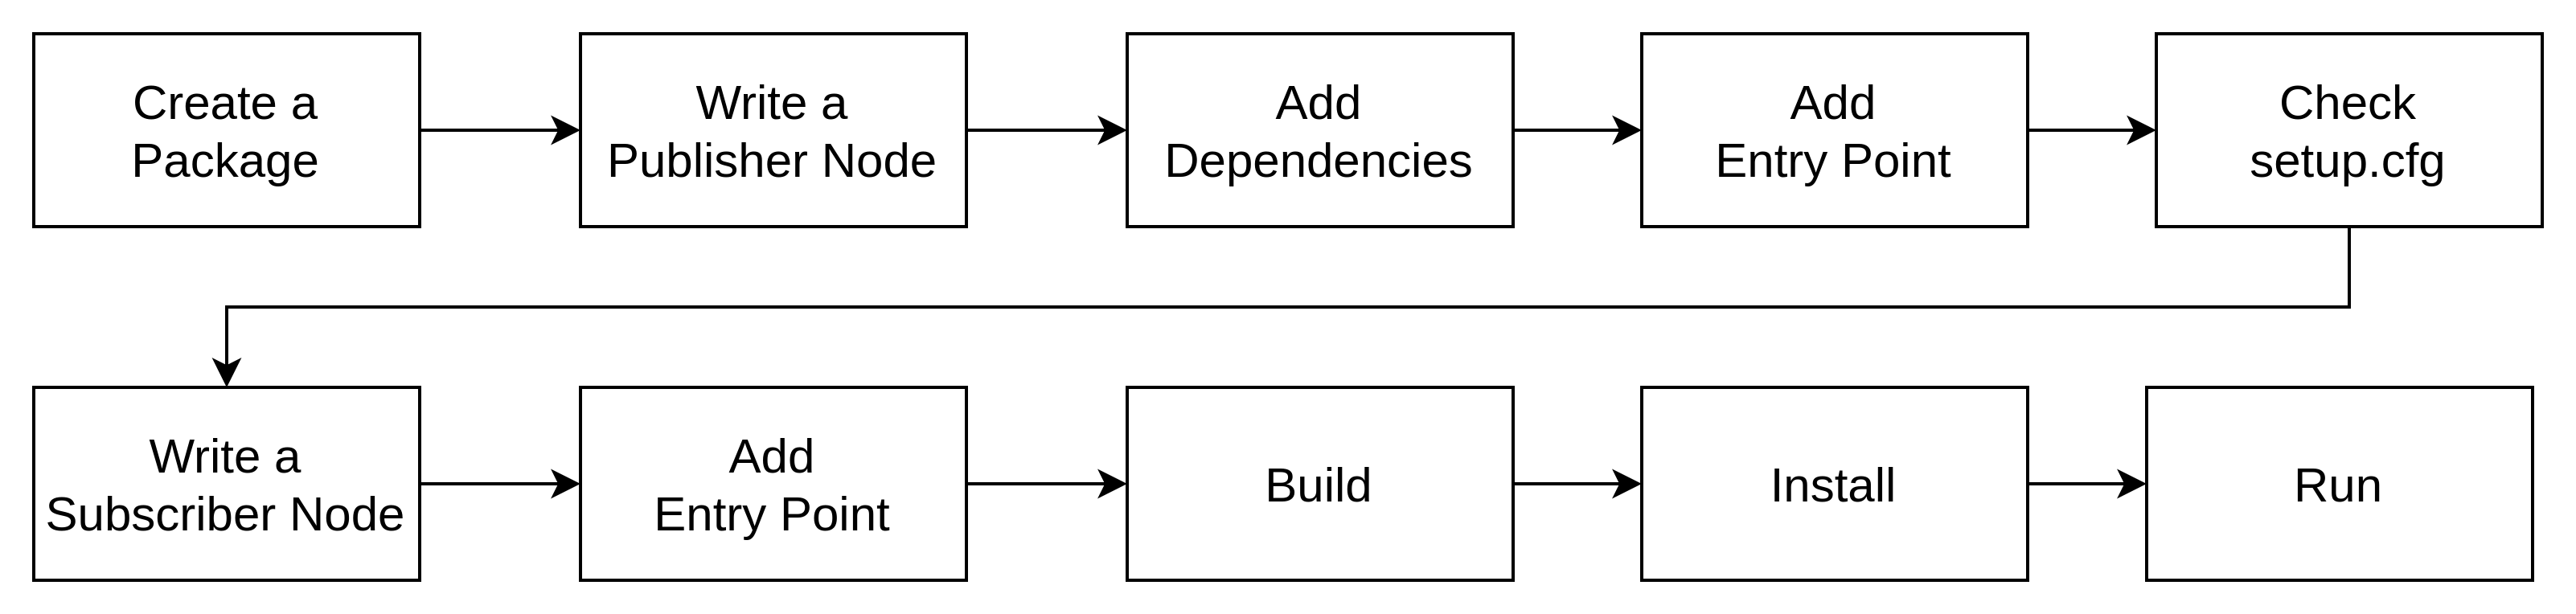 Create a
Package
Write a
Publisher Node
Add
Dependencies
Add
Entry Point
Check
setup.cfg
Write a
Subscriber Node
Add
Entry Point
Build
Install
Run